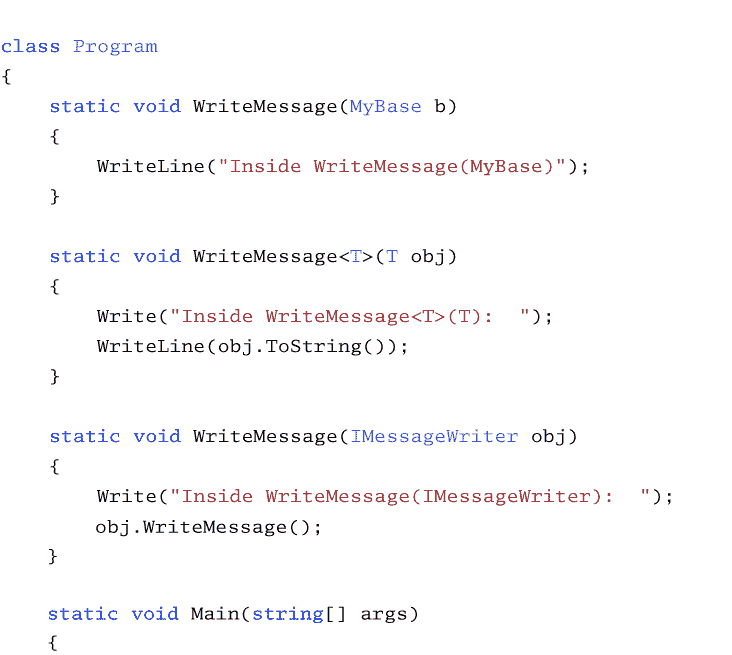 class Program
{
    static void WriteMessage(MyBase b)
    {
        WriteLine("Inside WriteMessage(MyBase)");
    }

    static void WriteMessage<T>(T obj)
    {
        Write("Inside WriteMessage<T>(T):  ");
        WriteLine(obj.ToString());
    }

    static void WriteMessage(IMessageWriter obj)
    {
        Write("Inside WriteMessage(IMessageWriter):  ");
        obj.WriteMessage();
    }

    static void Main(string[] args)
    {